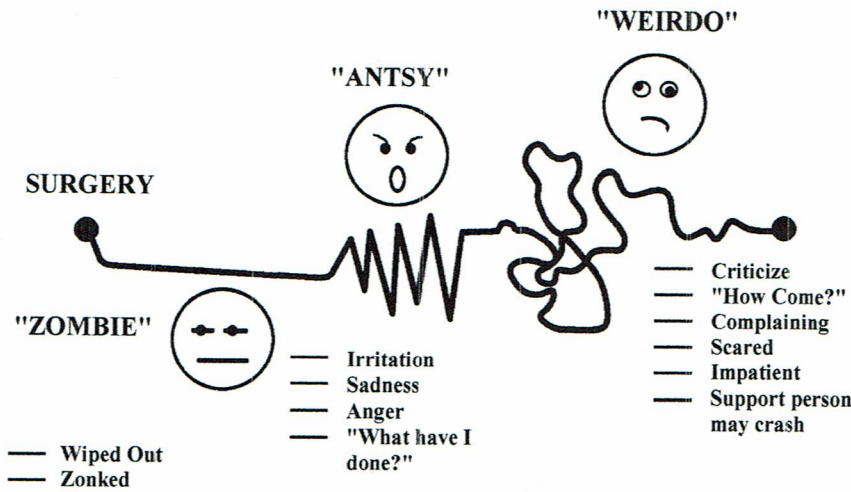 "WEIRDO"
"ANTSY"
SURGERY
"ZOMBIE"
Wiped Out
Zonked
Irritation
Sadness
Anger
"What have I
done?"
Criticize
"How Come?"
Complaining
Scared
Impatient
Support person
may crash